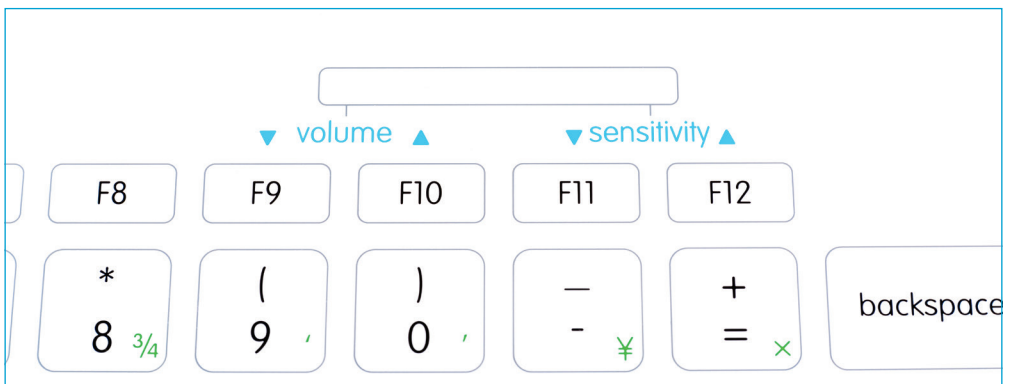 ▼ volume ▲ ▼ sensitivity ▲
F8 F9 F10 F11 F12
* ( ) — +
8 ¾ 9 ‘ 0 ’ - ¥ = ×
backspace